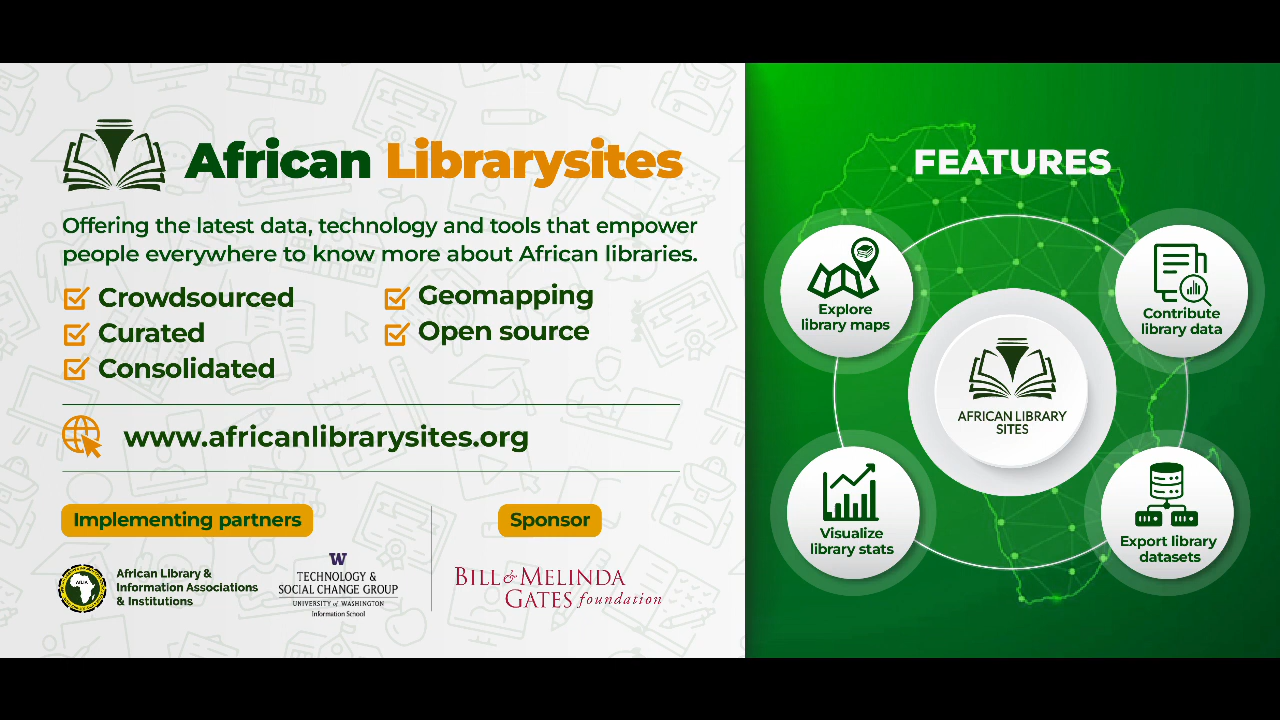 African Librarysites
Offering the latest data, technology and tools that empower
people everywhere to know more about African libraries.
Crowdsourced
Curated
Consolidated
Geomapping
Open source
www.africanlibrarysites.org
Implementing partners
African Library &
Information Associations
& Institutions
W
TECHNOLOGY &
SOCIAL CHANGE GROUP
UNIVERSITY of WASHINGTON
Information School
Sponsor
BILL & MELINDA
GATES foundation
FEATURES
Explore
library maps
Contribute
library data
AFRICAN LIBRARY
SITES
Visualize
library stats
Export library
datasets